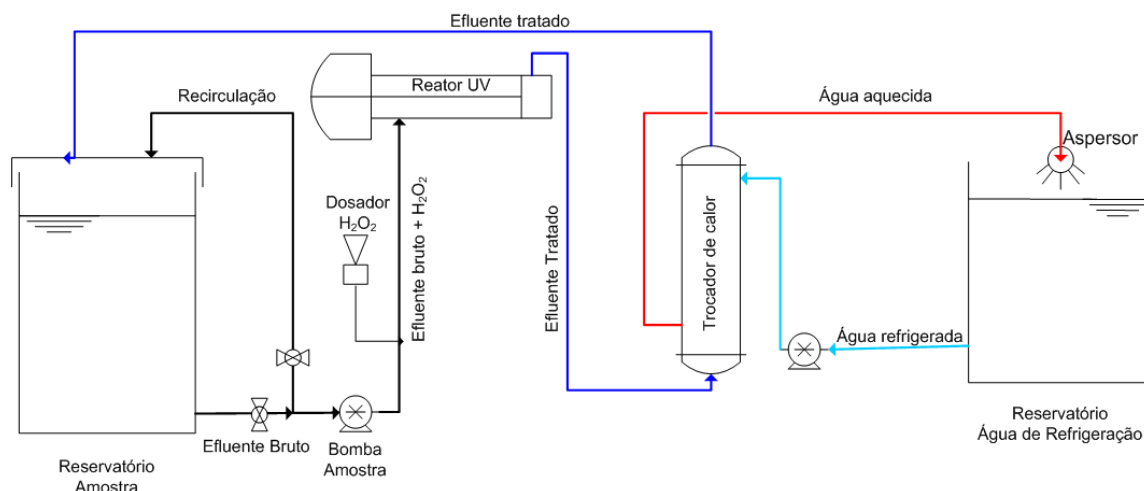 Efluente tratado
Reator UV
Recirculação
Água aquecida
Aspersor
Dosador
H₂O₂
Efluente bruto + H₂O₂
Efluente Tratado
Trocador de calor
Água refrigerada
Efluente Bruto
Bomba
Amostra
Reservatório
Amostra
Reservatório
Água de Refrigeração